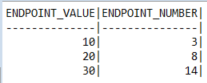 ENDPOINT_VALUE|ENDPOINT_NUMBER|
--------------|---------------|
            10|              3|
            20|              8|
            30|             14|